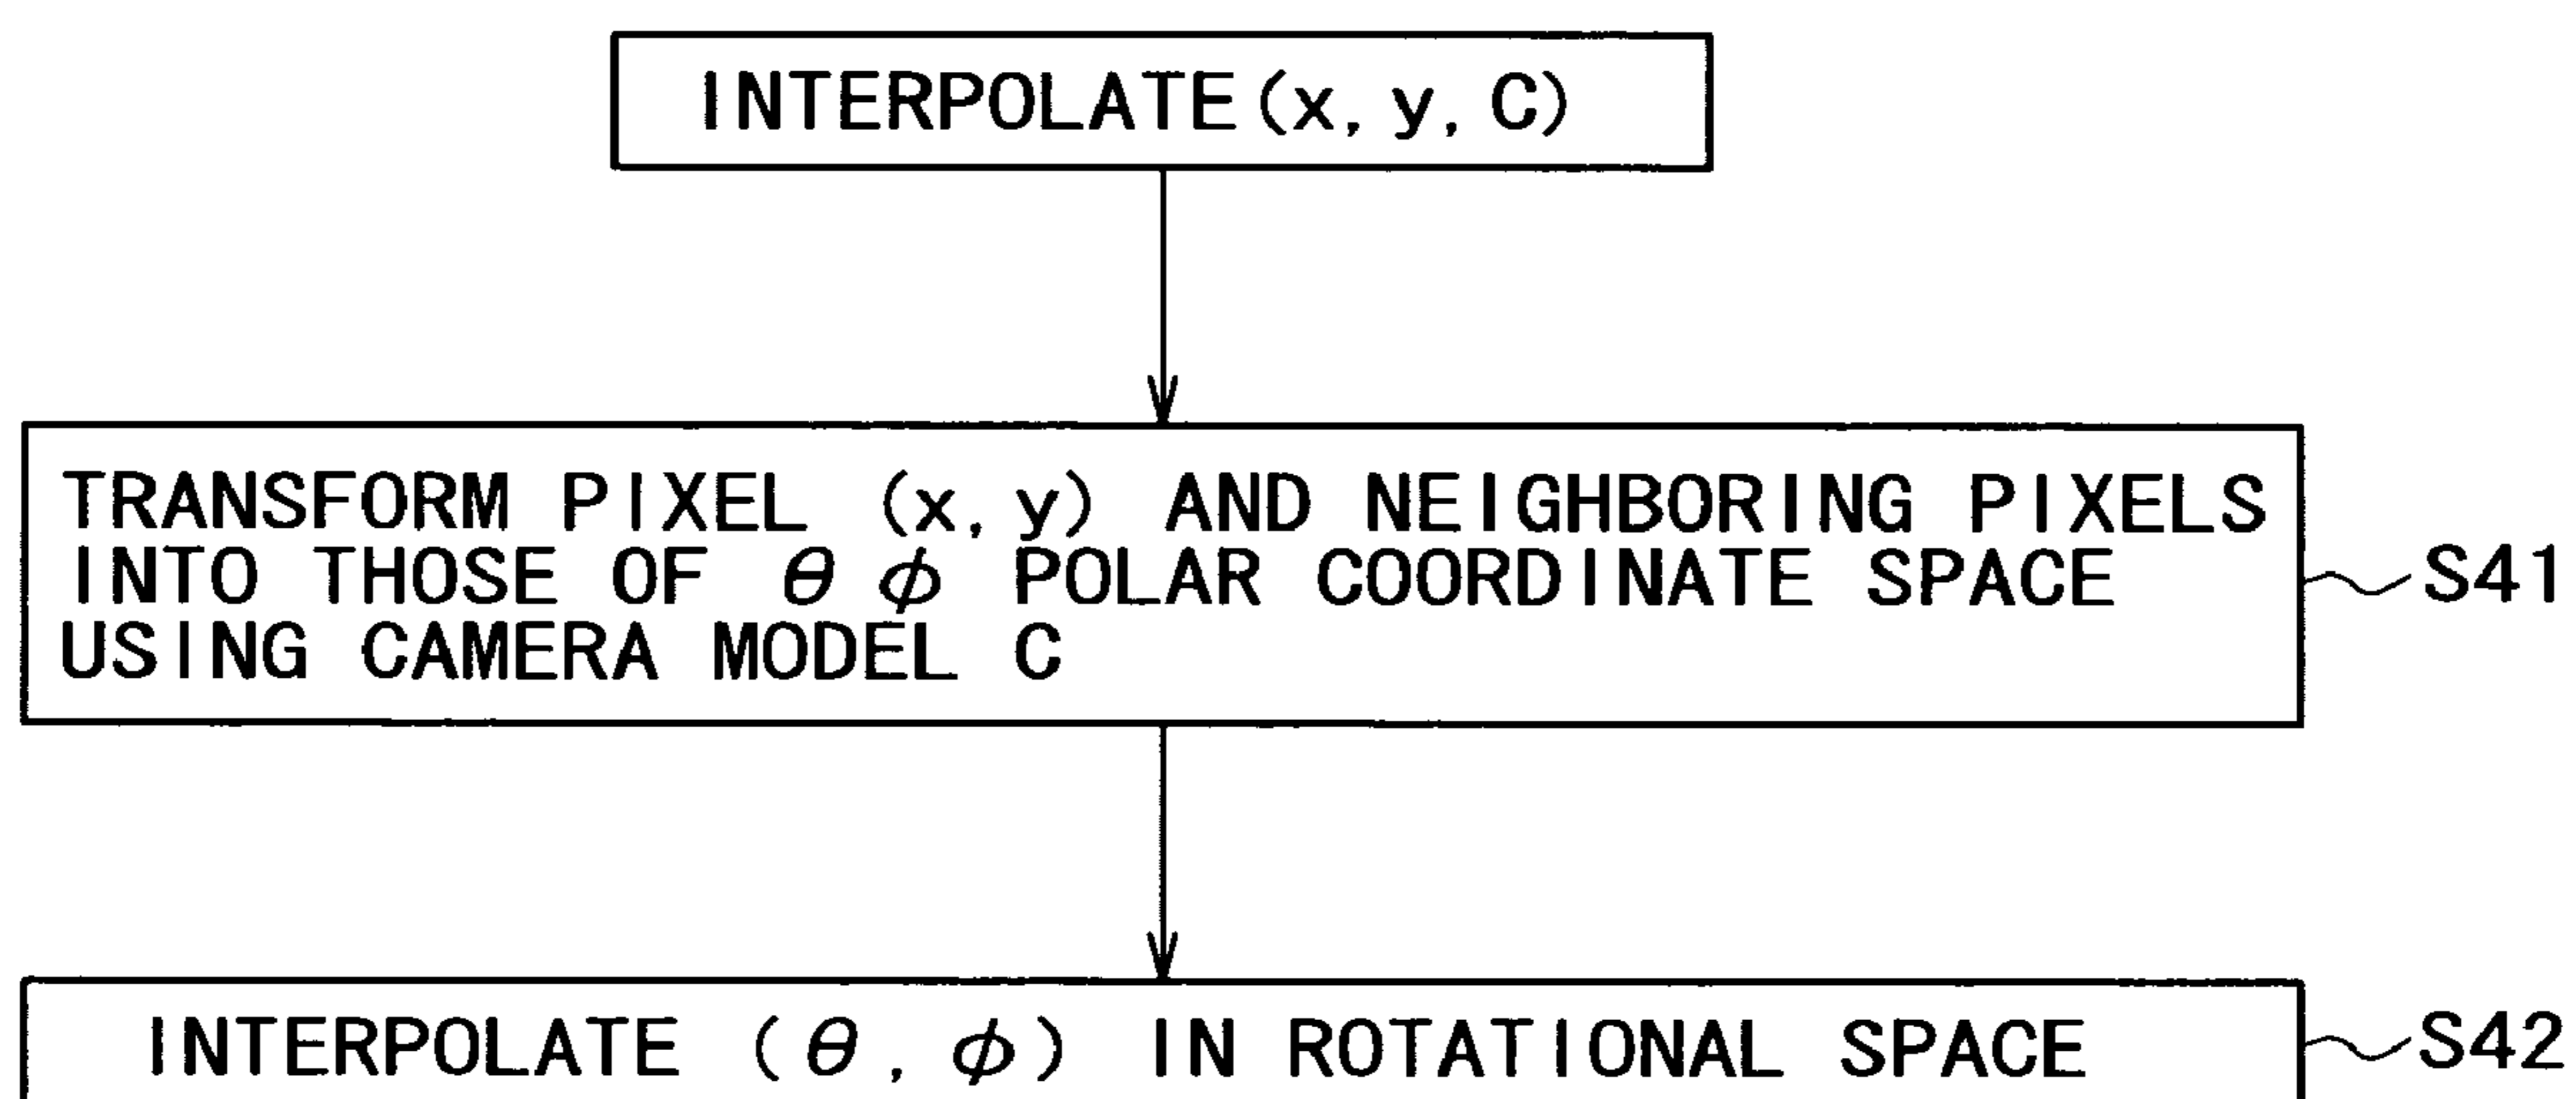 INTERPOLATE(x, y, C)
TRANSFORM PIXEL (x, y) AND NEIGHBORING PIXELS
INTO THOSE OF θ φ POLAR COORDINATE SPACE
USING CAMERA MODEL C
S41
INTERPOLATE (θ, φ) IN ROTATIONAL SPACE
S42